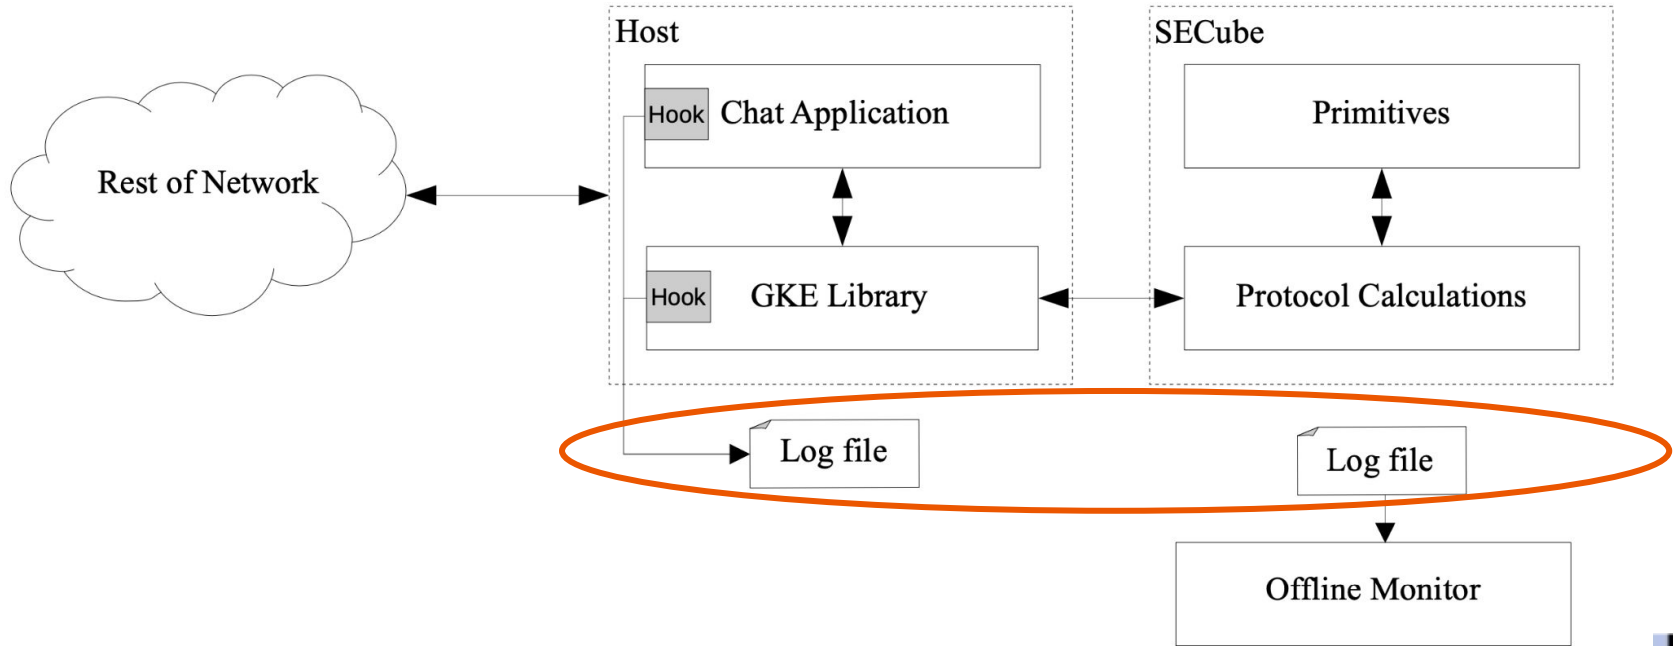 Host
SECube
Hook
Chat Application
Primitives
Rest of Network
Hook
GKE Library
Protocol Calculations
Log file
Log file
Offline Monitor